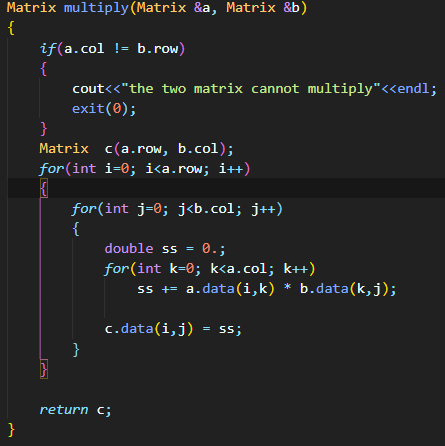 Matrix multiply(Matrix &a, Matrix &b)
{
    if(a.col != b.row)
    {
        cout<<"the two matrix cannot multiply"<<endl;
        exit(0);
    }
    Matrix  c(a.row, b.col);
    for(int i=0; i<a.row; i++)
    {
        for(int j=0; j<b.col; j++)
        {
            double ss = 0.;
            for(int k=0; k<a.col; k++)
                ss += a.data(i,k) * b.data(k,j);

            c.data(i,j) = ss;
        }
    }

    return c;
}